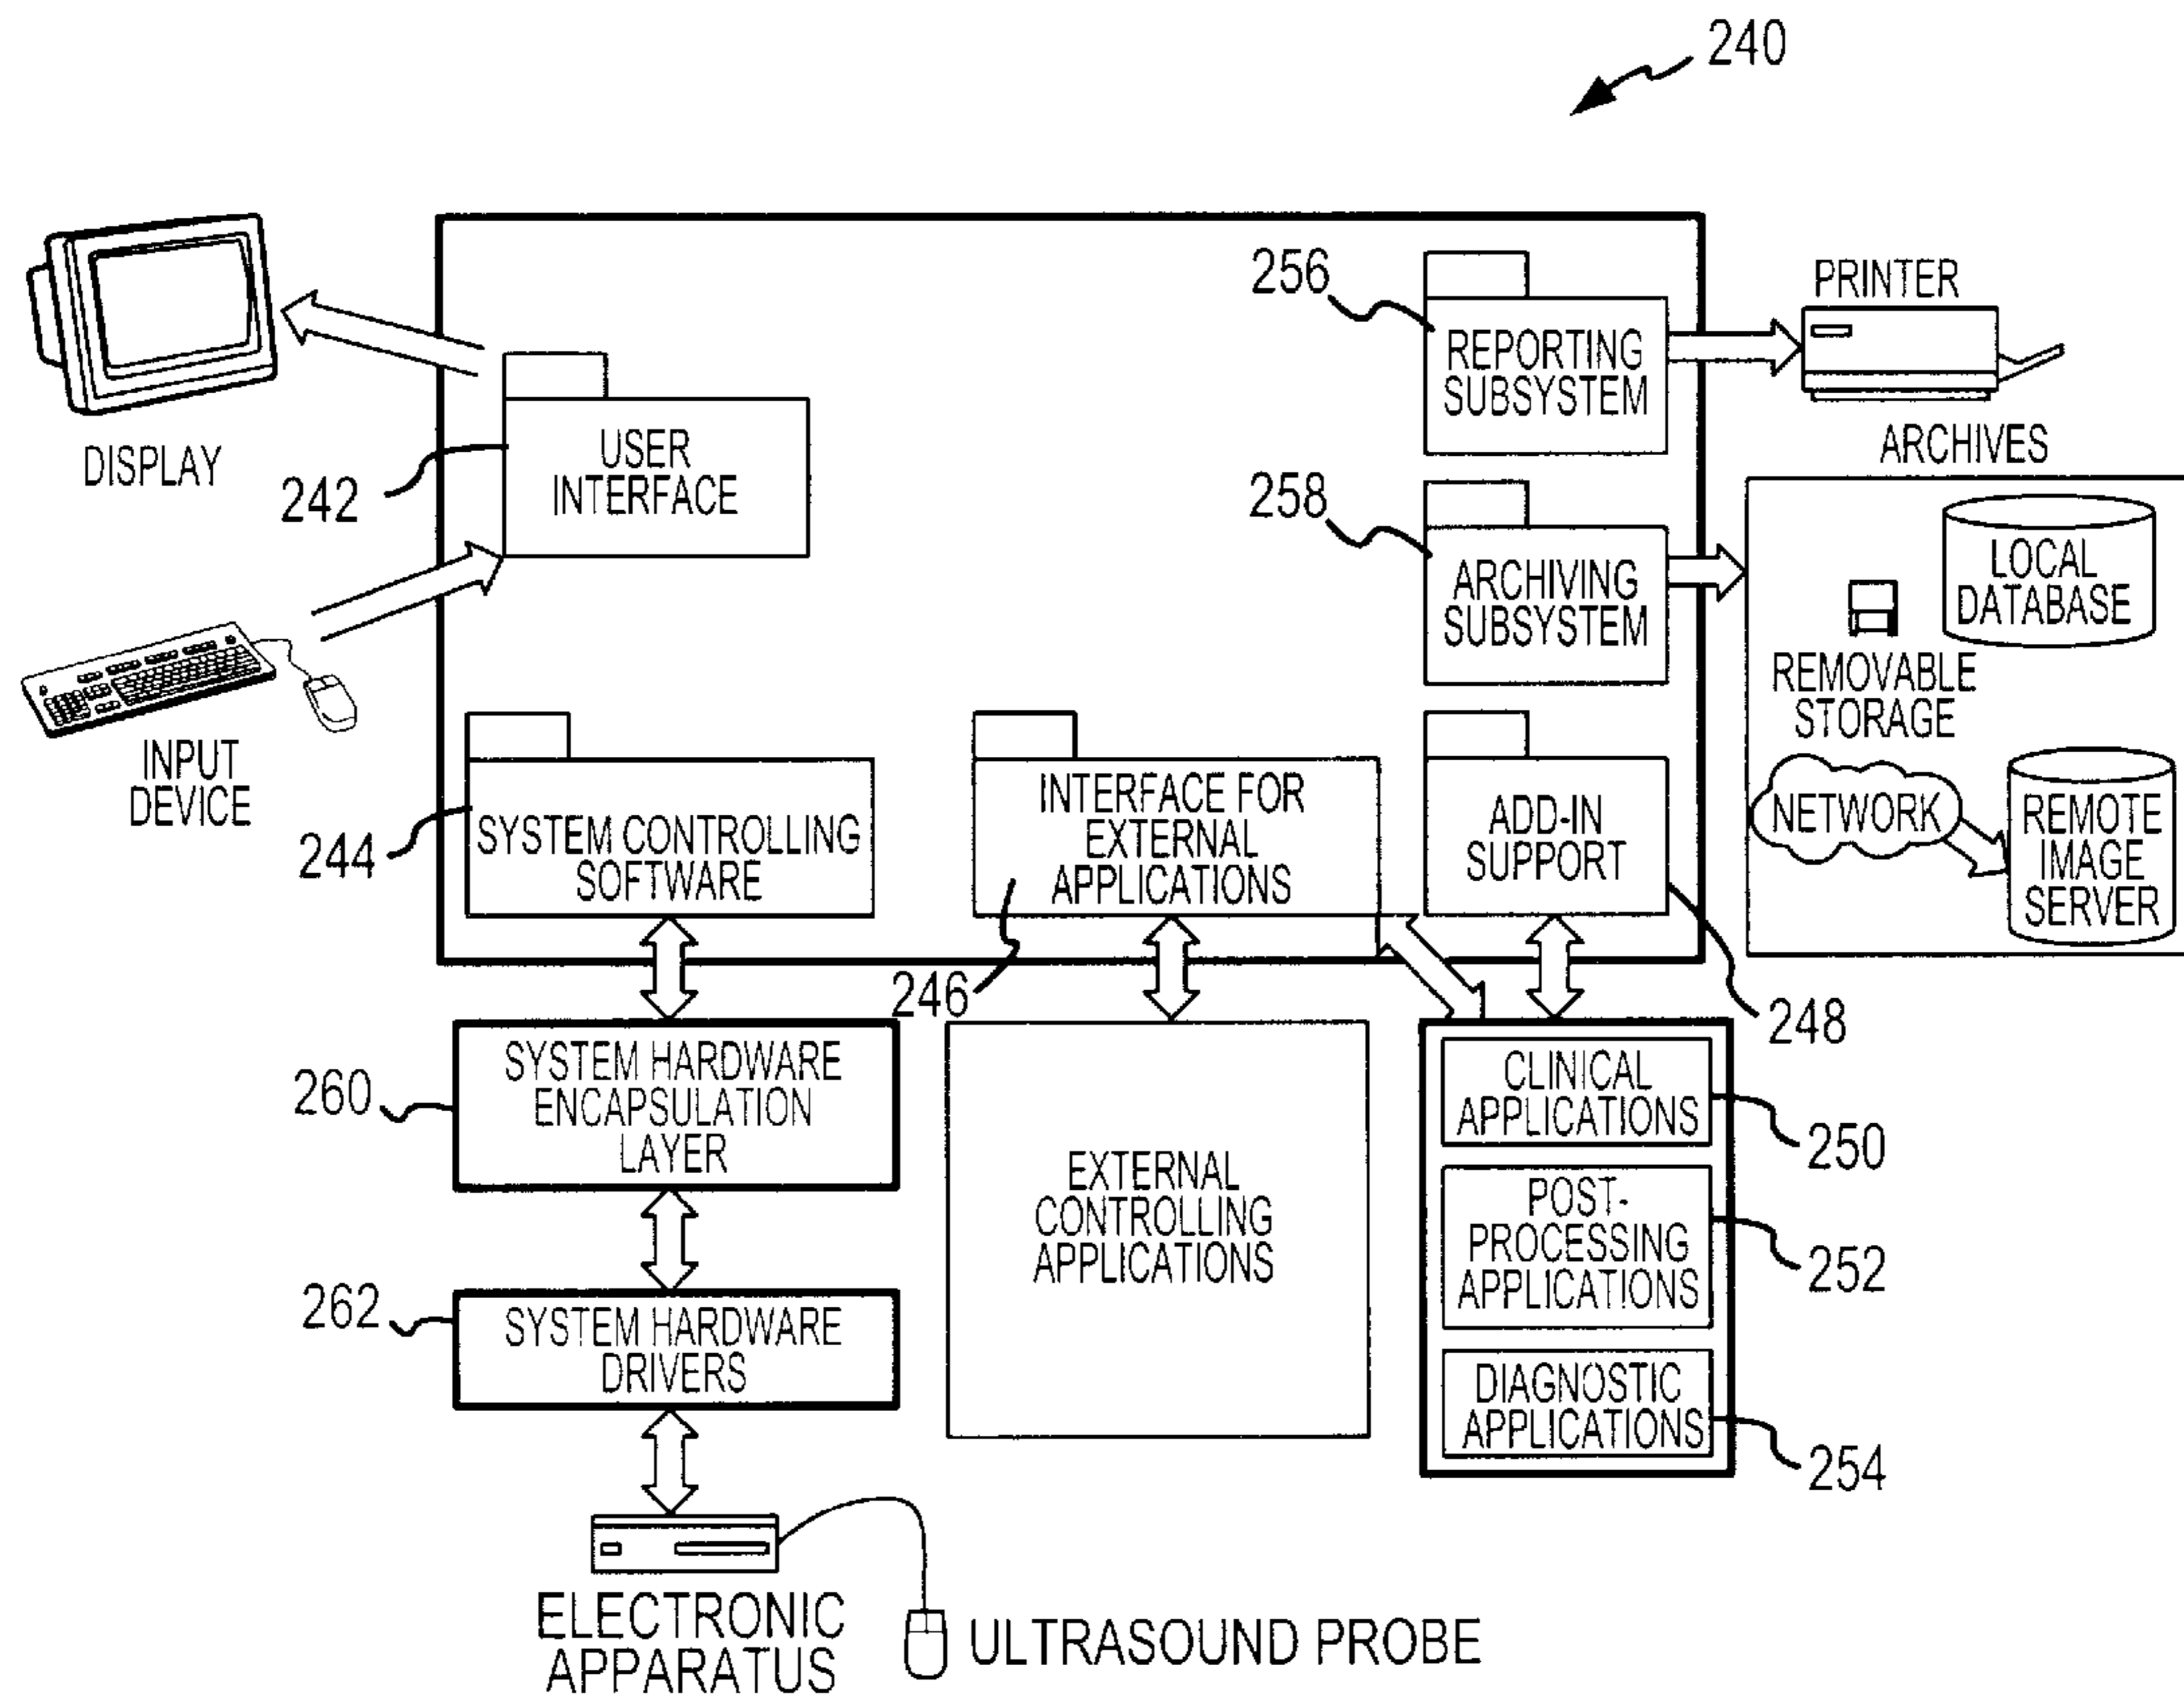 240
256
REPORTING
SUBSYSTEM
PRINTER
DISPLAY
242
USER
INTERFACE
ARCHIVES
258
ARCHIVING
SUBSYSTEM
LOCAL
DATABASE
REMOVABLE
STORAGE
NETWORK
REMOTE
IMAGE
SERVER
INPUT
DEVICE
244
SYSTEM CONTROLLING
SOFTWARE
INTERFACE FOR
EXTERNAL
APPLICATIONS
246
ADD-IN
SUPPORT
248
260
SYSTEM HARDWARE
ENCAPSULATION
LAYER
EXTERNAL
CONTROLLING
APPLICATIONS
CLINICAL
APPLICATIONS
250
POST-
PROCESSING
APPLICATIONS
252
262
SYSTEM HARDWARE
DRIVERS
DIAGNOSTIC
APPLICATIONS
254
ELECTRONIC
APPARATUS
ULTRASOUND PROBE